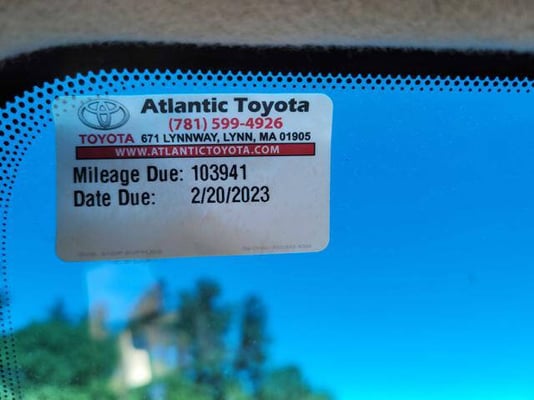 Atlantic Toyota
(781) 599-4926
TOYOTA 671 LYNNWAY, LYNN, MA 01905
WWW.ATLANTICTOYOTA.COM
Mileage Due: 103941
Date Due: 2/20/2023